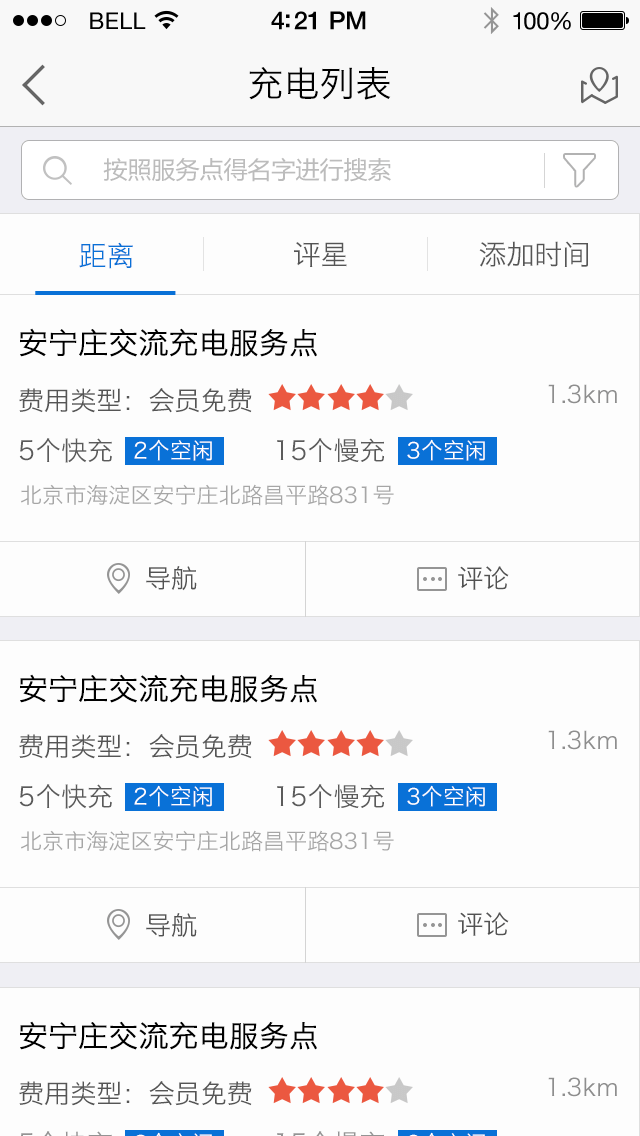 BELL 4:21 PM 100%
充电列表
按照服务点得名字进行搜索
距离 评星 添加时间
安宁庄交流充电服务点
费用类型：会员免费 1.3km
5个快充 2个空闲 15个慢充 3个空闲
北京市海淀区安宁庄北路昌平路831号
导航 评论
安宁庄交流充电服务点
费用类型：会员免费 1.3km
5个快充 2个空闲 15个慢充 3个空闲
北京市海淀区安宁庄北路昌平路831号
导航 评论
安宁庄交流充电服务点
费用类型：会员免费 1.3km